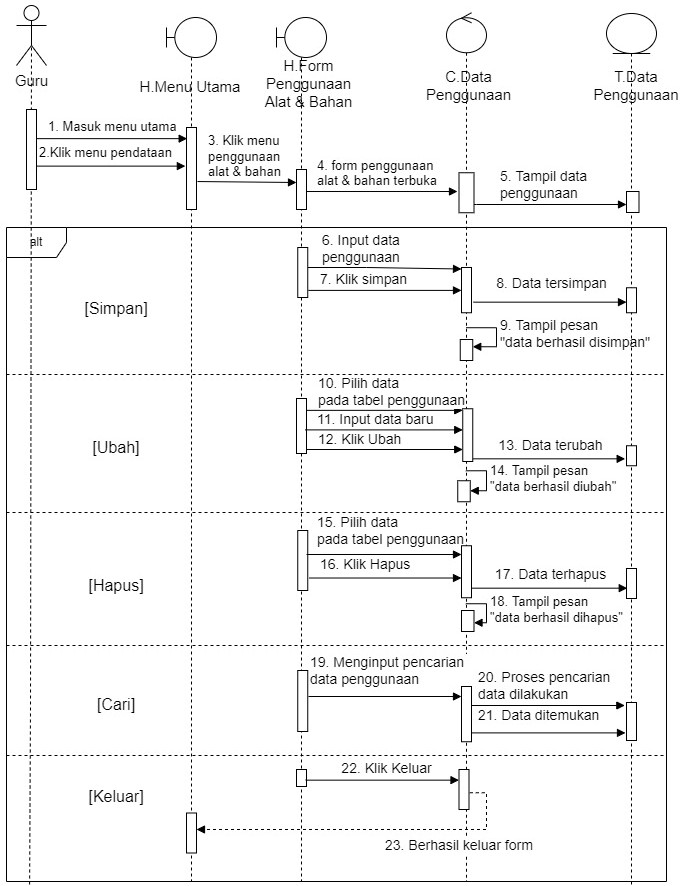 Guru
H.Menu Utama
H.Form
Penggunaan
Alat & Bahan
C.Data
Penggunaan
T.Data
Penggunaan
1. Masuk menu utama
2.Klik menu pendataan
3. Klik menu
penggunaan
alat & bahan
4. form penggunaan
alat & bahan terbuka
5. Tampil data
penggunaan
alt
[Simpan]
6. Input data
penggunaan
7. Klik simpan
8. Data tersimpan
9. Tampil pesan
"data berhasil disimpan"
[Ubah]
10. Pilih data
pada tabel penggunaan
11. Input data baru
12. Klik Ubah
13. Data terubah
14. Tampil pesan
"data berhasil diubah"
[Hapus]
15. Pilih data
pada tabel penggunaan
16. Klik Hapus
17. Data terhapus
18. Tampil pesan
"data berhasil dihapus"
[Cari]
19. Menginput pencarian
data penggunaan
20. Proses pencarian
data dilakukan
21. Data ditemukan
[Keluar]
22. Klik Keluar
23. Berhasil keluar form